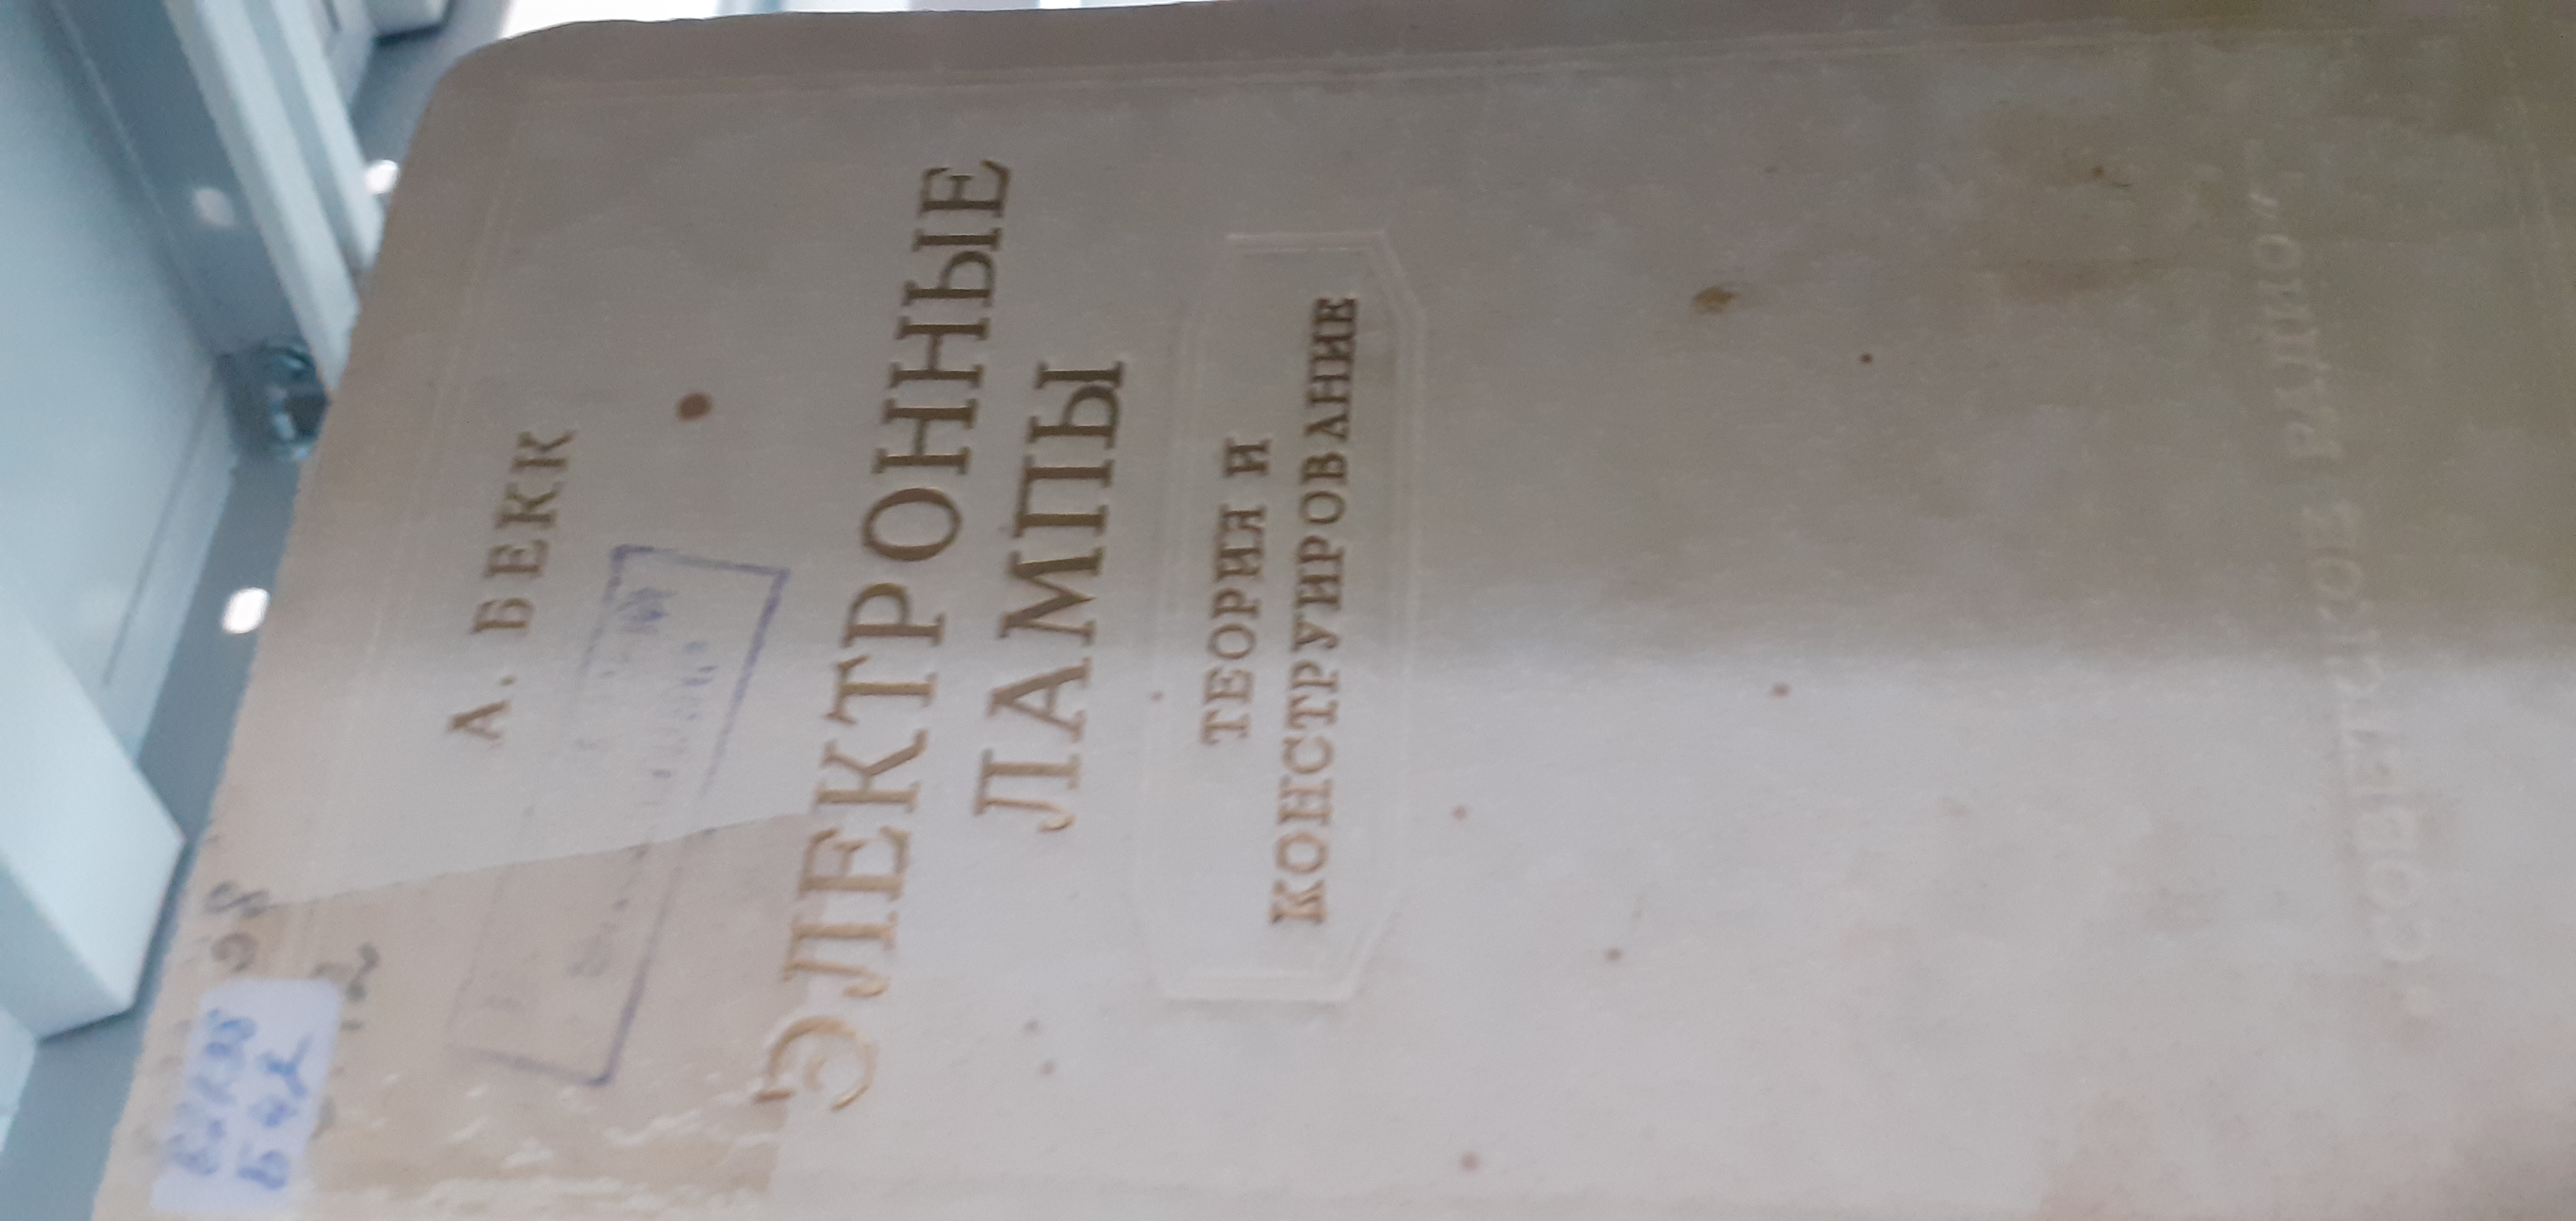 А. БЕКК
ЭЛЕКТРОННЫЕ
ЛАМПЫ
ТЕОРИЯ И
КОНСТРУИРОВАНИЕ
"СОВЕТСКОЕ РАДИО"